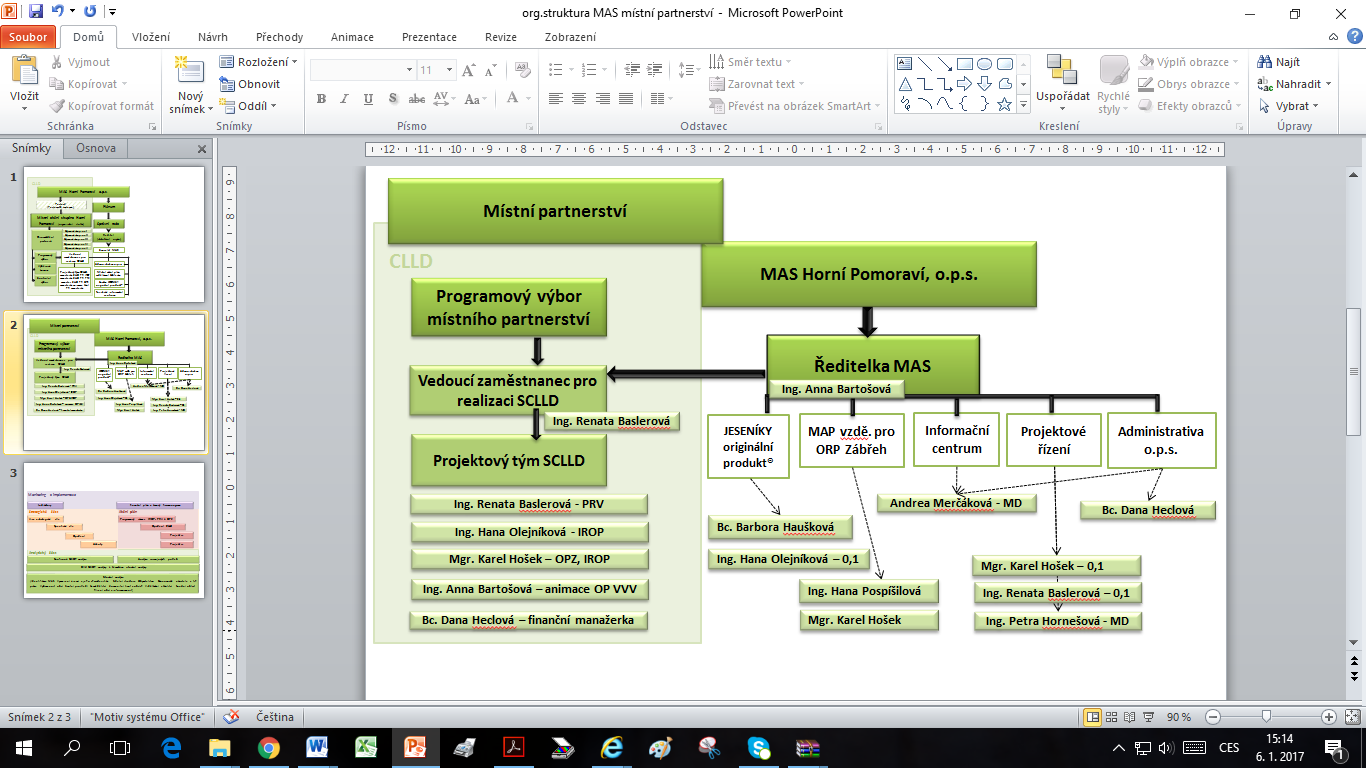 org.struktura MAS místní partnerství - Microsoft PowerPoint
Soubor
Domů
Vložení
Návrh
Přechody
Animace
Prezentace
Revize
Zobrazení
Vložit
Vyjmout
Kopírovat
Kopírovat formát
Schránka
Nový snímek
Rozložení
Obnovit
Oddíl
Snímky
11
Písmo
Směr textu
Zarovnat text
Převést na obrázek SmartArt
Odstavec
Uspořádat
Rychlé styly
Výplň obrazce
Obrys obrazce
Efekty obrazců
Kreslení
Najít
Nahradit
Vybrat
Úpravy
Snímky
Osnova
1
2
3
Místní partnerství
CLLD
MAS Horní Pomoraví, o.p.s.
Programový výbor
místního partnerství
Ředitelka MAS
Ing. Anna Bartošová
Vedoucí zaměstnanec pro
realizaci SCLLD
Ing. Renata Baslerová
Projektový tým SCLLD
Ing. Renata Baslerová - PRV
Ing. Hana Olejníková - IROP
Mgr. Karel Hošek – OPZ, IROP
Ing. Anna Bartošová – animace OP VVV
Bc. Dana Heclová – finanční manažerka
JESENÍKY
originální
produkt®
MAP vzdě. pro
ORP Zábřeh
Informační
centrum
Projektové
řízení
Administrativa
o.p.s.
Andrea Merčáková - MD
Bc. Dana Heclová
Bc. Barbora Haušková
Ing. Hana Olejníková – 0,1
Ing. Hana Pospíšilová
Mgr. Karel Hošek
Mgr. Karel Hošek – 0,1
Ing. Renata Baslerová – 0,1
Ing. Petra Hornešová - MD
Snímek 2 z 3
"Motiv systému Office"
Čeština
90 %
CES
15:14
6. 1. 2017
1